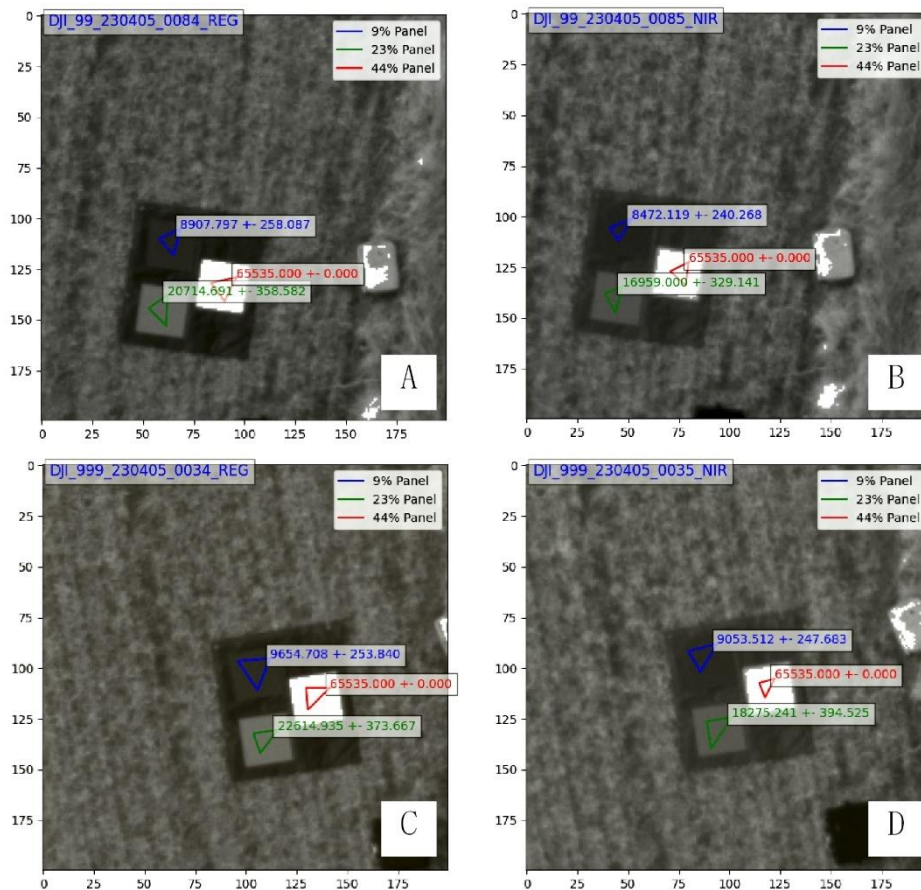 DJI_99_230405_0084_REG
9% Panel
23% Panel
44% Panel
0
25
50
75
100
125
150
175
8907.797 +- 258.087
65535.000 +- 0.000
20714.691 +- 358.582
A
0 25 50 75 100 125 150 175
DJI_99_230405_0085_NIR
9% Panel
23% Panel
44% Panel
0
25
50
75
100
125
150
175
8472.119 +- 240.268
65535.000 +- 0.000
16959.000 +- 329.141
B
0 25 50 75 100 125 150 175
DJI_999_230405_0034_REG
9% Panel
23% Panel
44% Panel
0
25
50
75
100
125
150
175
9654.708 +- 253.840
65535.000 +- 0.000
22614.935 +- 373.667
C
0 25 50 75 100 125 150 175
DJI_999_230405_0035_NIR
9% Panel
23% Panel
44% Panel
0
25
50
75
100
125
150
175
9053.512 +- 247.683
65535.000 +- 0.000
18275.241 +- 394.525
D
0 25 50 75 100 125 150 175